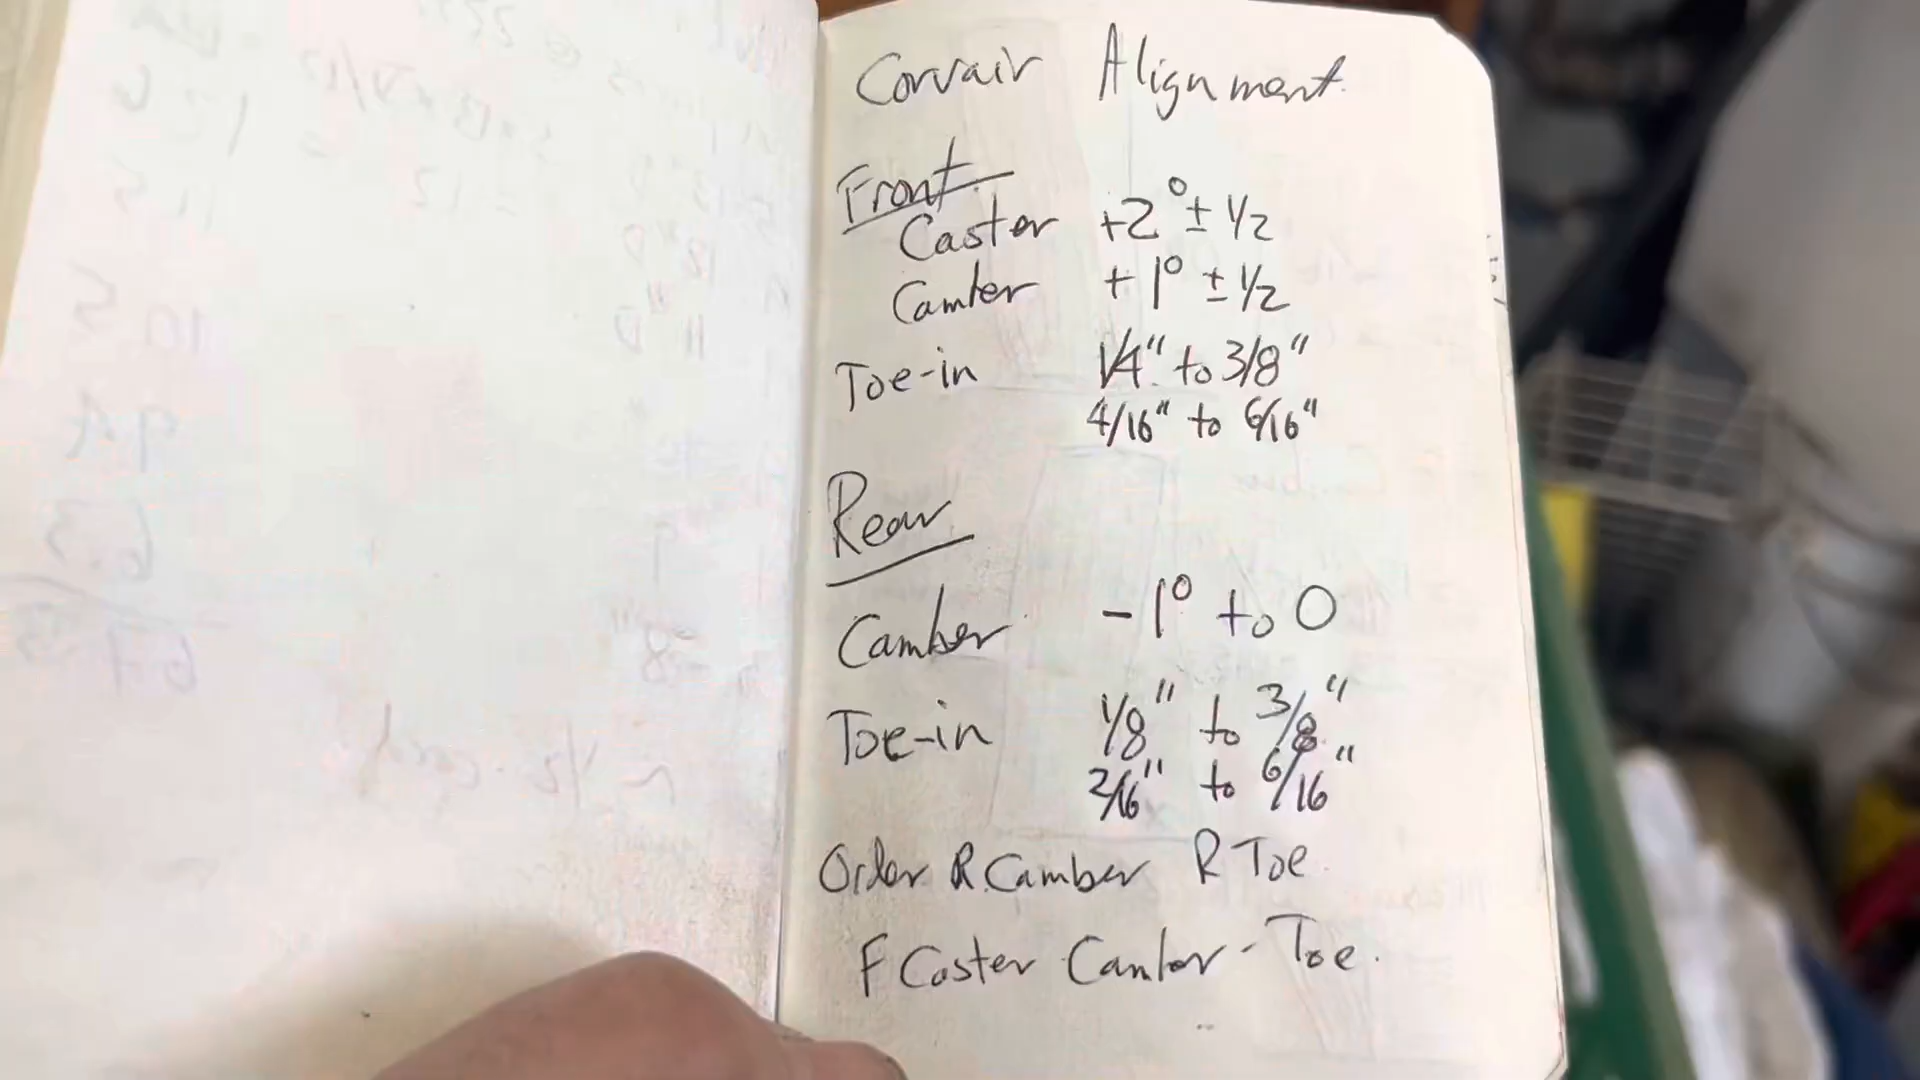 Corvair Alignment.
Front
Caster +2° ± 1/2
Camber +1° ± 1/2
Toe-in 1/4" to 3/8"
4/16" to 6/16"
Rear
Camber -1° to 0
Toe-in 1/8" to 3/8"
2/16" to 6/16"
Order R.Camber R Toe.
F Caster Camber - Toe.